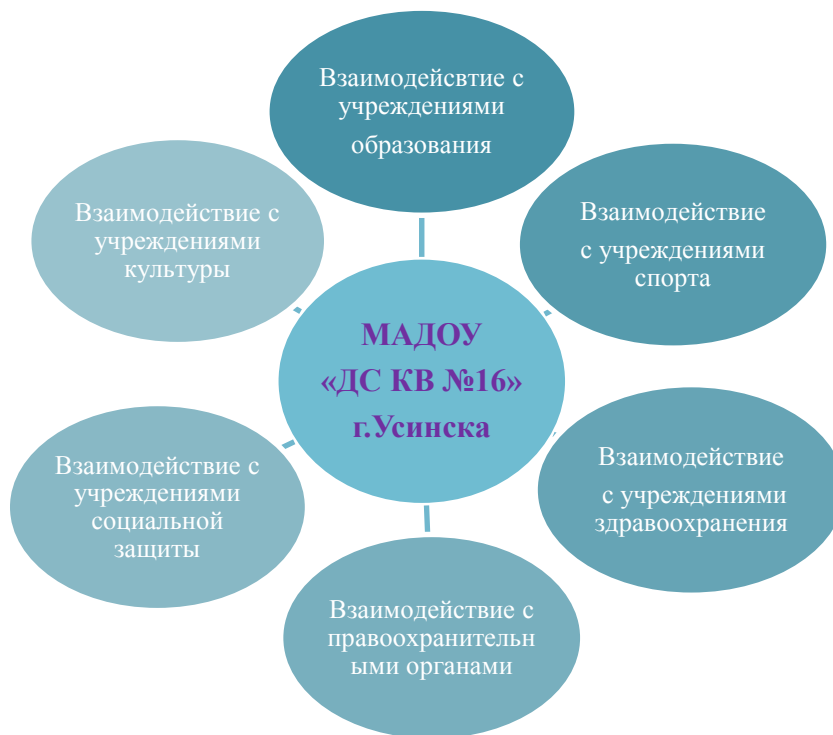 Взаимодейсвтие с
учреждениями
образования
Взаимодействие
с учреждениями
спорта
Взаимодействие
с учреждениями
здравоохранения
Взаимодействие с
правоохранительн
ыми органами
Взаимодействие с
учреждениями
социальной
защиты
Взаимодействие с
учреждениями
культуры
МАДОУ
«ДС КВ №16»
г.Усинска